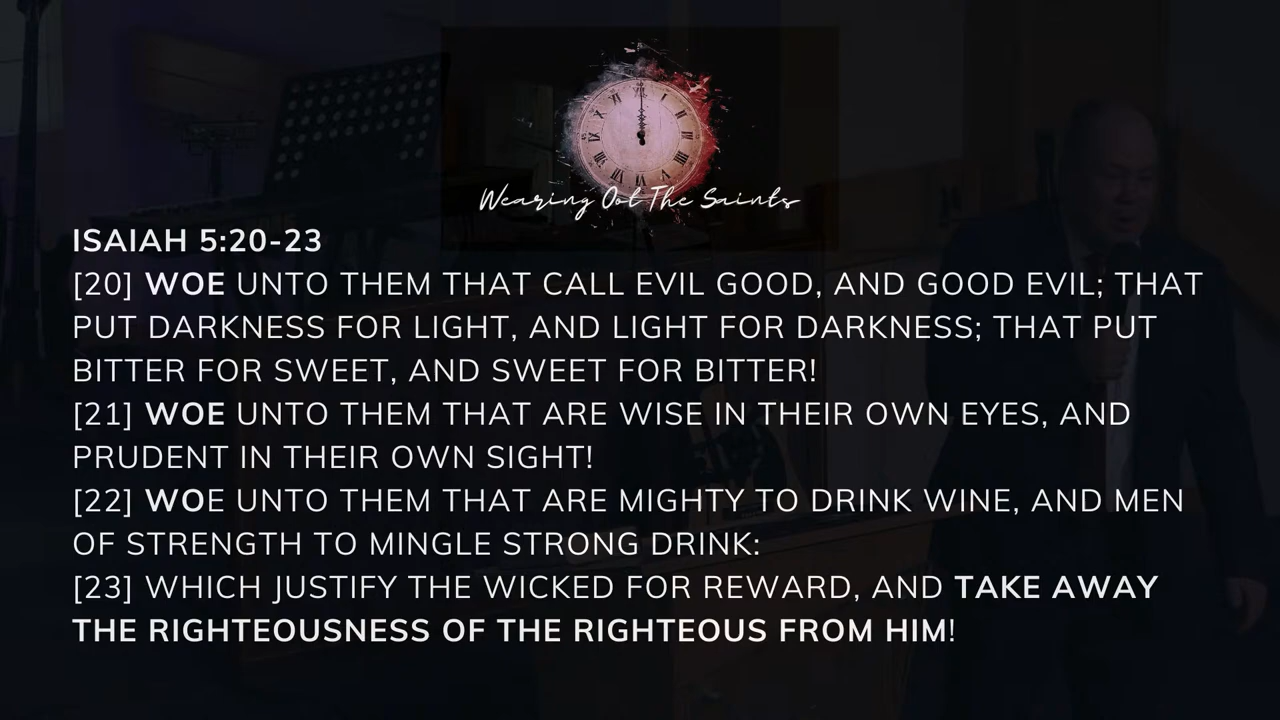 Wearing Out The Saints
ISAIAH 5:20-23
[20] WOE UNTO THEM THAT CALL EVIL GOOD, AND GOOD EVIL; THAT
PUT DARKNESS FOR LIGHT, AND LIGHT FOR DARKNESS; THAT PUT
BITTER FOR SWEET, AND SWEET FOR BITTER!
[21] WOE UNTO THEM THAT ARE WISE IN THEIR OWN EYES, AND
PRUDENT IN THEIR OWN SIGHT!
[22] WOE UNTO THEM THAT ARE MIGHTY TO DRINK WINE, AND MEN
OF STRENGTH TO MINGLE STRONG DRINK:
[23] WHICH JUSTIFY THE WICKED FOR REWARD, AND TAKE AWAY
THE RIGHTEOUSNESS OF THE RIGHTEOUS FROM HIM!